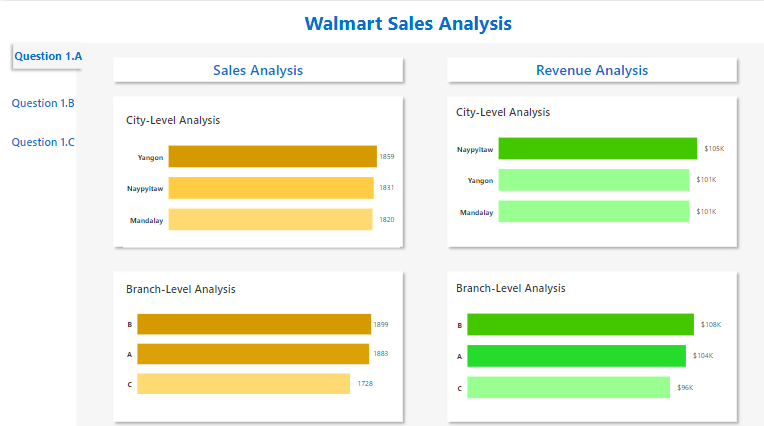 Walmart Sales Analysis
Question 1.A
Question 1.B
Question 1.C
Sales Analysis
City-Level Analysis
Yangon 1859
Naypyitaw 1831
Mandalay 1820
Branch-Level Analysis
B 1899
A 1883
C 1728
Revenue Analysis
City-Level Analysis
Naypyitaw $105K
Yangon $101K
Mandalay $101K
Branch-Level Analysis
B $108K
A $104K
C $96K